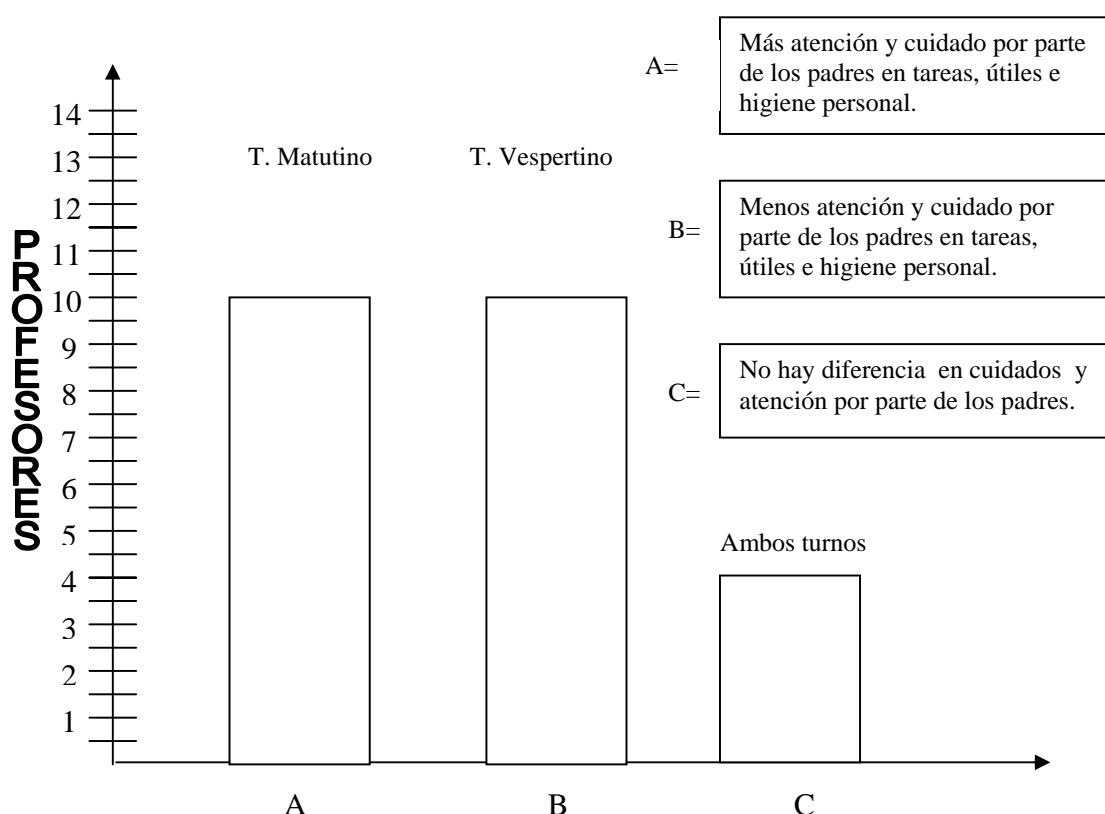 A=
Más atención y cuidado por parte
de los padres en tareas, útiles e
higiene personal.
T. Matutino
T. Vespertino
B=
Menos atención y cuidado por
parte de los padres en tareas,
útiles e higiene personal.
C=
No hay diferencia en cuidados y
atención por parte de los padres.
Ambos turnos
PROFESORES
14
13
12
11
10
9
8
7
6
5
4
3
2
1
A
B
C